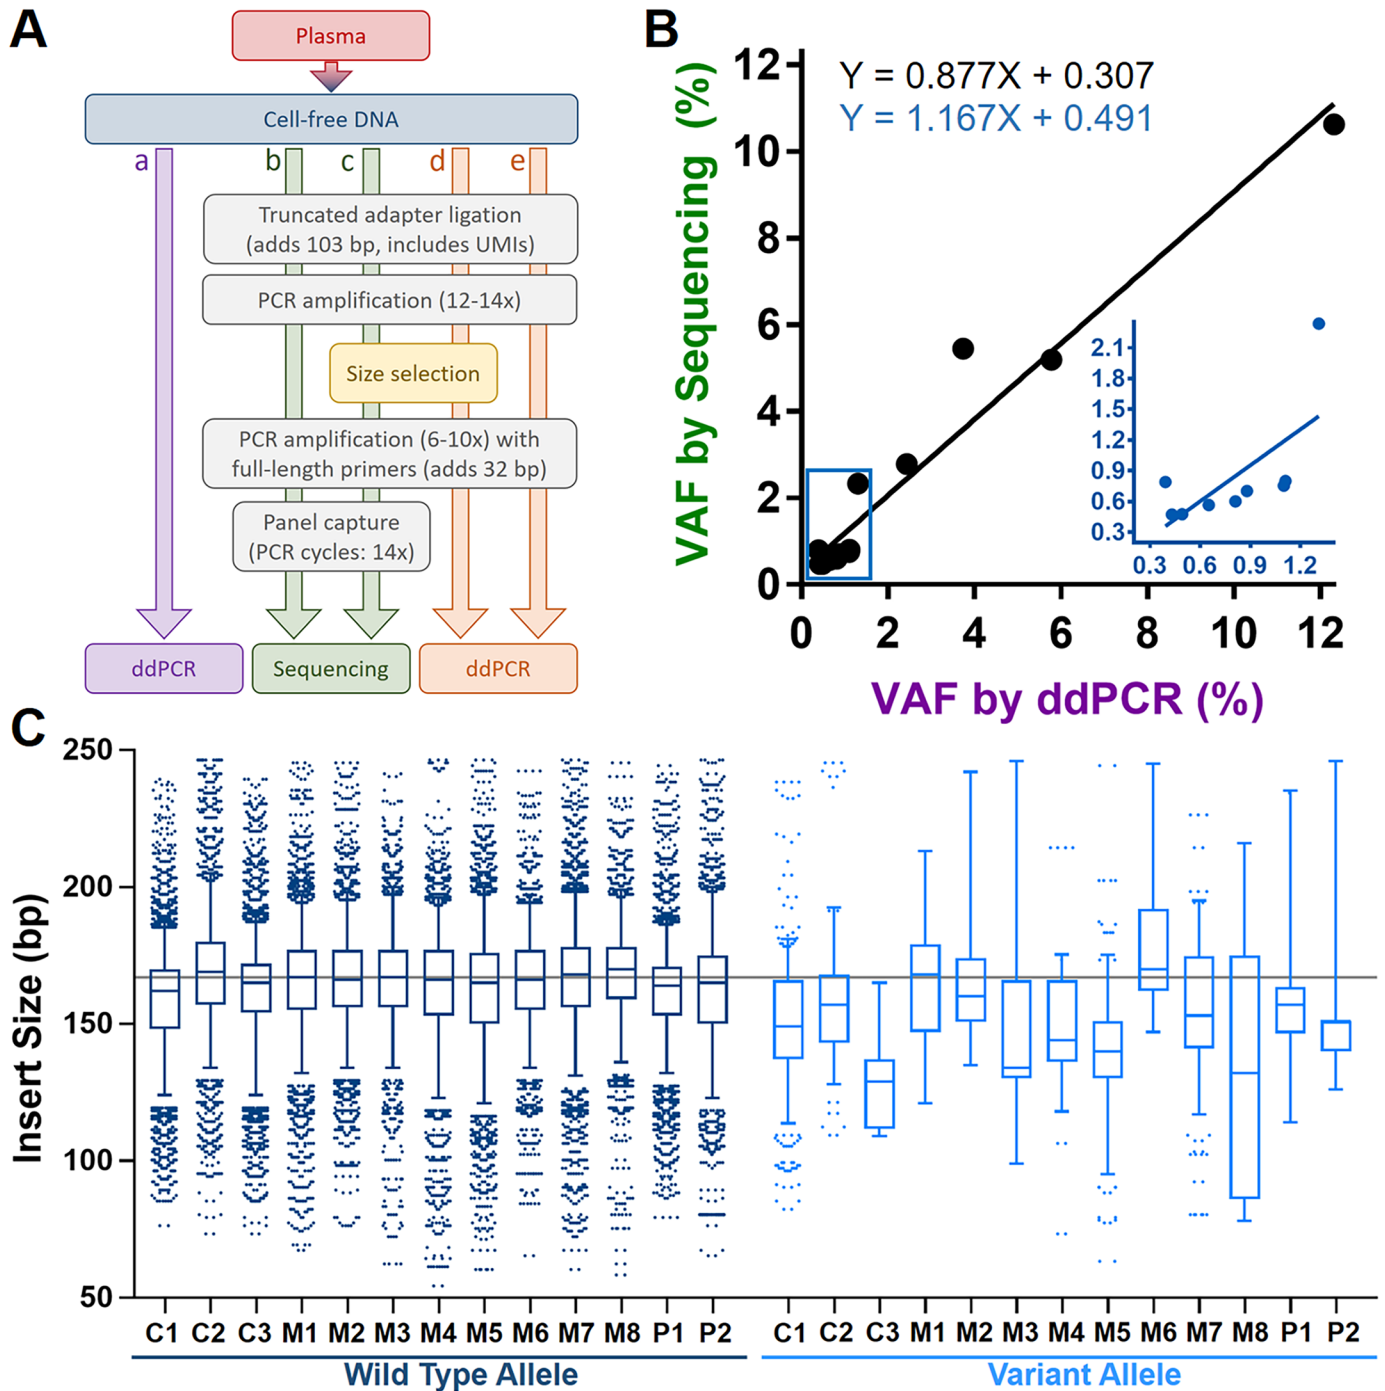 A
Plasma
Cell-free DNA
a b c d e
Truncated adapter ligation
(adds 103 bp, includes UMIs)
PCR amplification (12-14x)
Size selection
PCR amplification (6-10x) with
full-length primers (adds 32 bp)
Panel capture
(PCR cycles: 14x)
ddPCR
Sequencing
ddPCR
B
Y = 0.877X + 0.307
Y = 1.167X + 0.491
VAF by Sequencing (%)
12
10
8
6
4
2
0
0 2 4 6 8 10 12
VAF by ddPCR (%)
2.1
1.8
1.5
1.2
0.9
0.6
0.3
0.3 0.6 0.9 1.2
C
Insert Size (bp)
250
200
150
100
50
C1 C2 C3 M1 M2 M3 M4 M5 M6 M7 M8 P1 P2
Wild Type Allele
C1 C2 C3 M1 M2 M3 M4 M5 M6 M7 M8 P1 P2
Variant Allele